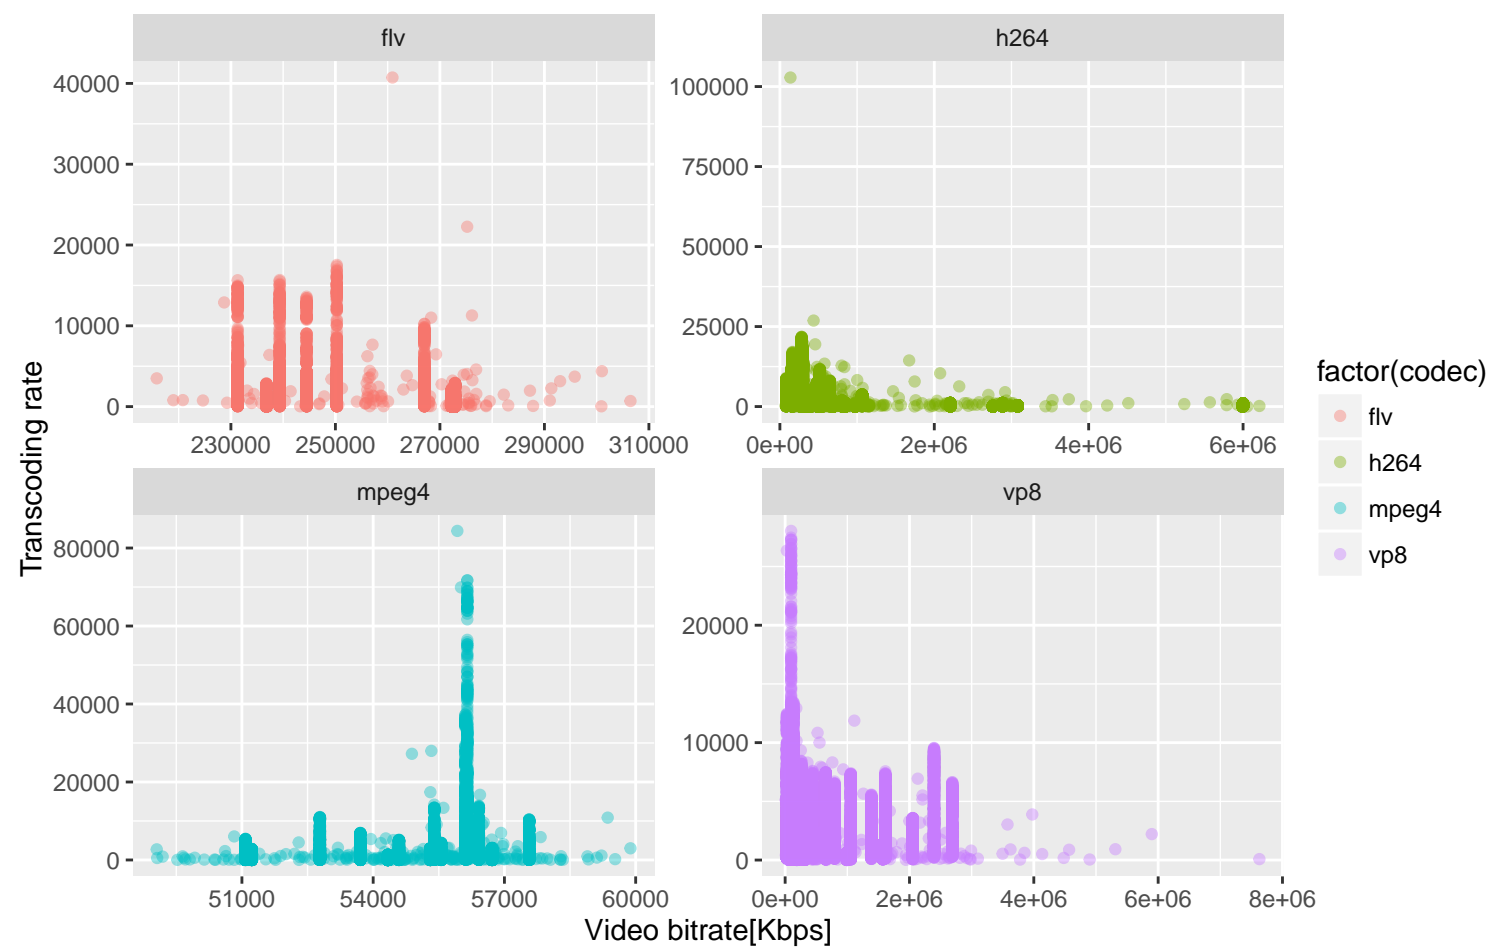 flv
h264
40000
30000
20000
10000
0
100000
75000
50000
25000
0
230000 250000 270000 290000 310000
0e+00 2e+06 4e+06 6e+06
mpeg4
vp8
80000
60000
40000
20000
0
20000
10000
0
51000 54000 57000 60000
0e+00 2e+06 4e+06 6e+06 8e+06
Transcoding rate
Video bitrate[Kbps]
factor(codec)
flv
h264
mpeg4
vp8